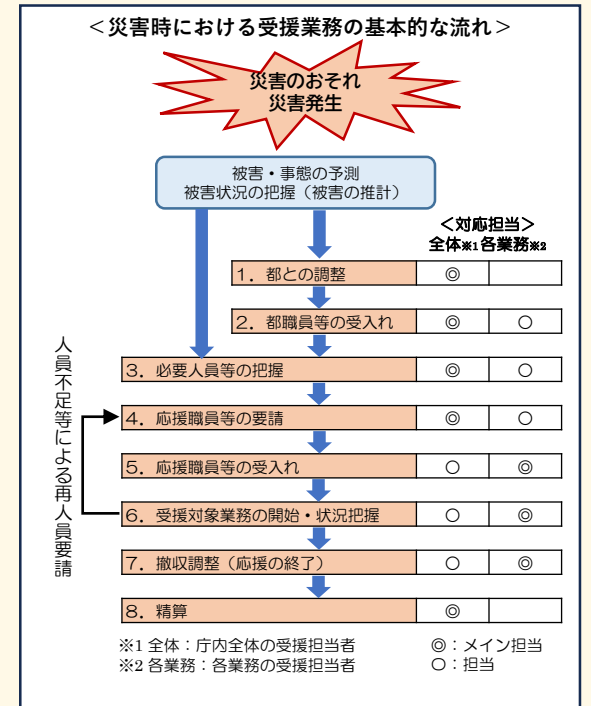 ＜災害時における受援業務の基本的な流れ＞
災害のおそれ
災害発生
被害・事態の予測
被害状況の把握（被害の推計）
＜対応担当＞
全体※1各業務※2
1．都との調整 ◎
2．都職員等の受入れ ◎ ○
3．必要人員等の把握 ◎ ○
4．応援職員等の要請 ◎ ○
5．応援職員等の受入れ ○ ◎
6．受援対象業務の開始・状況把握 ○ ◎
7．撤収調整（応援の終了） ○ ◎
8．精算 ◎
人員不足等による再人員要請
※1 全体：庁内全体の受援担当者 ◎：メイン担当
※2 各業務：各業務の受援担当者 ○：担当